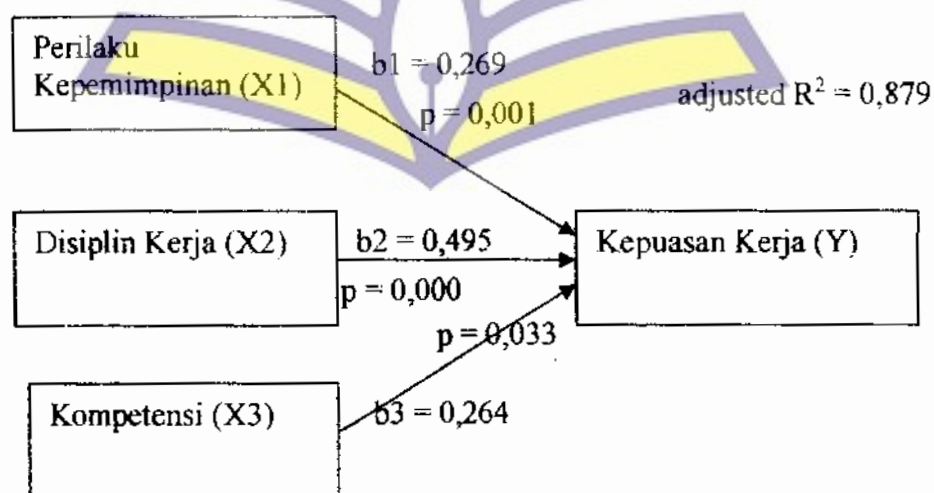 Perilaku
Kepemimpinan (X1)
b1 = 0,269
p = 0,001
adjusted R² = 0,879
Disiplin Kerja (X2)
b2 = 0,495
p = 0,000
Kepuasan Kerja (Y)
p = 0,033
Kompetensi (X3)
b3 = 0,264